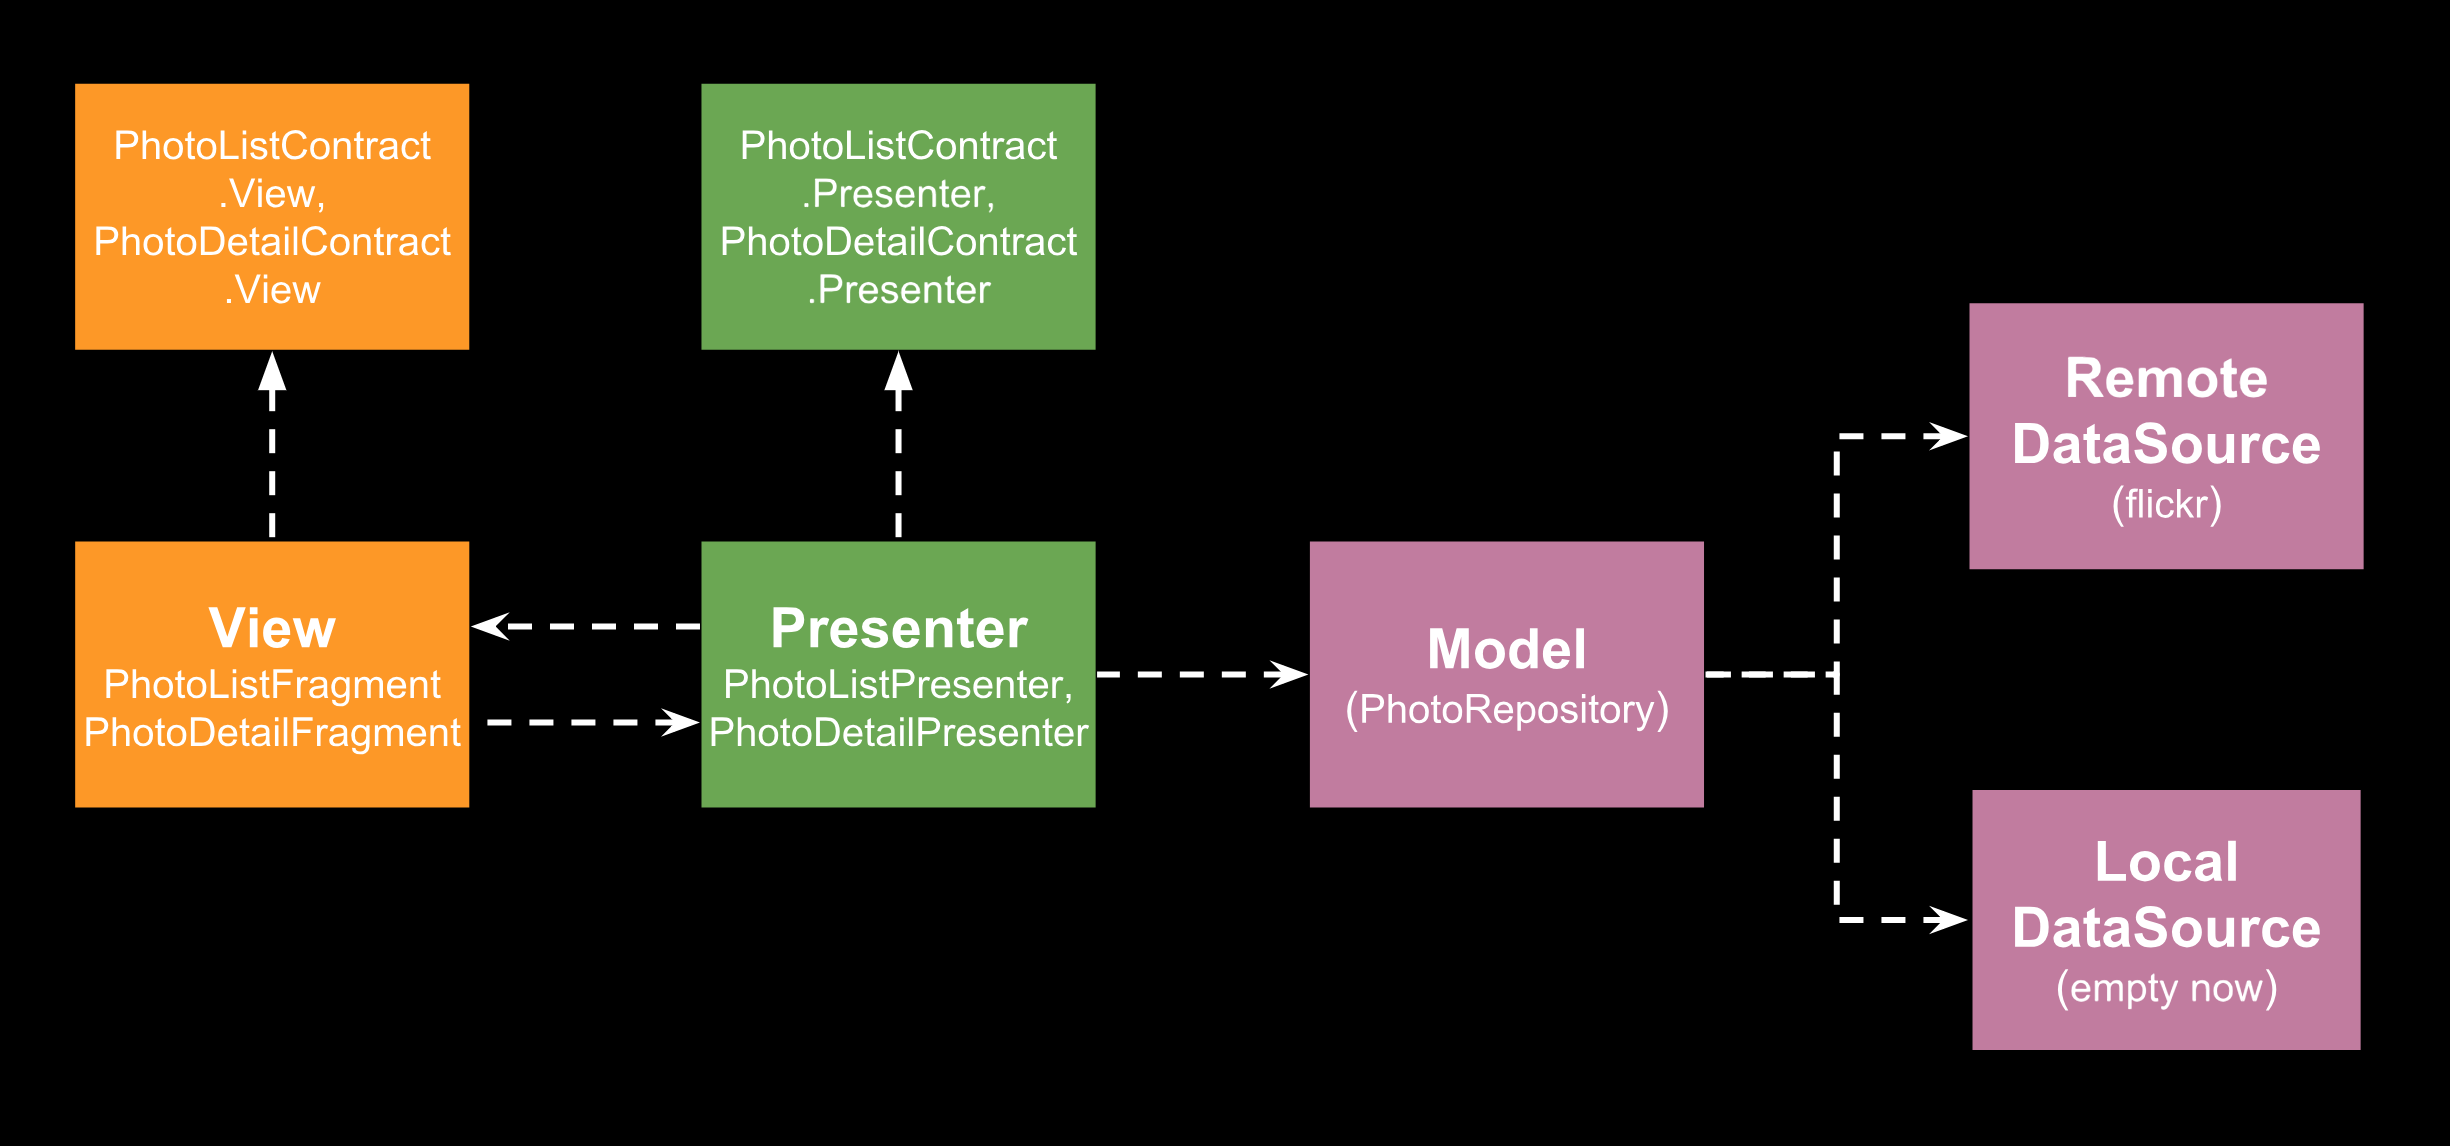 PhotoListContract
.View,
PhotoDetailContract
.View
PhotoListContract
.Presenter,
PhotoDetailContract
.Presenter
View
PhotoListFragment
PhotoDetailFragment
Presenter
PhotoListPresenter,
PhotoDetailPresenter
Model
(PhotoRepository)
Remote
DataSource
(flickr)
Local
DataSource
(empty now)